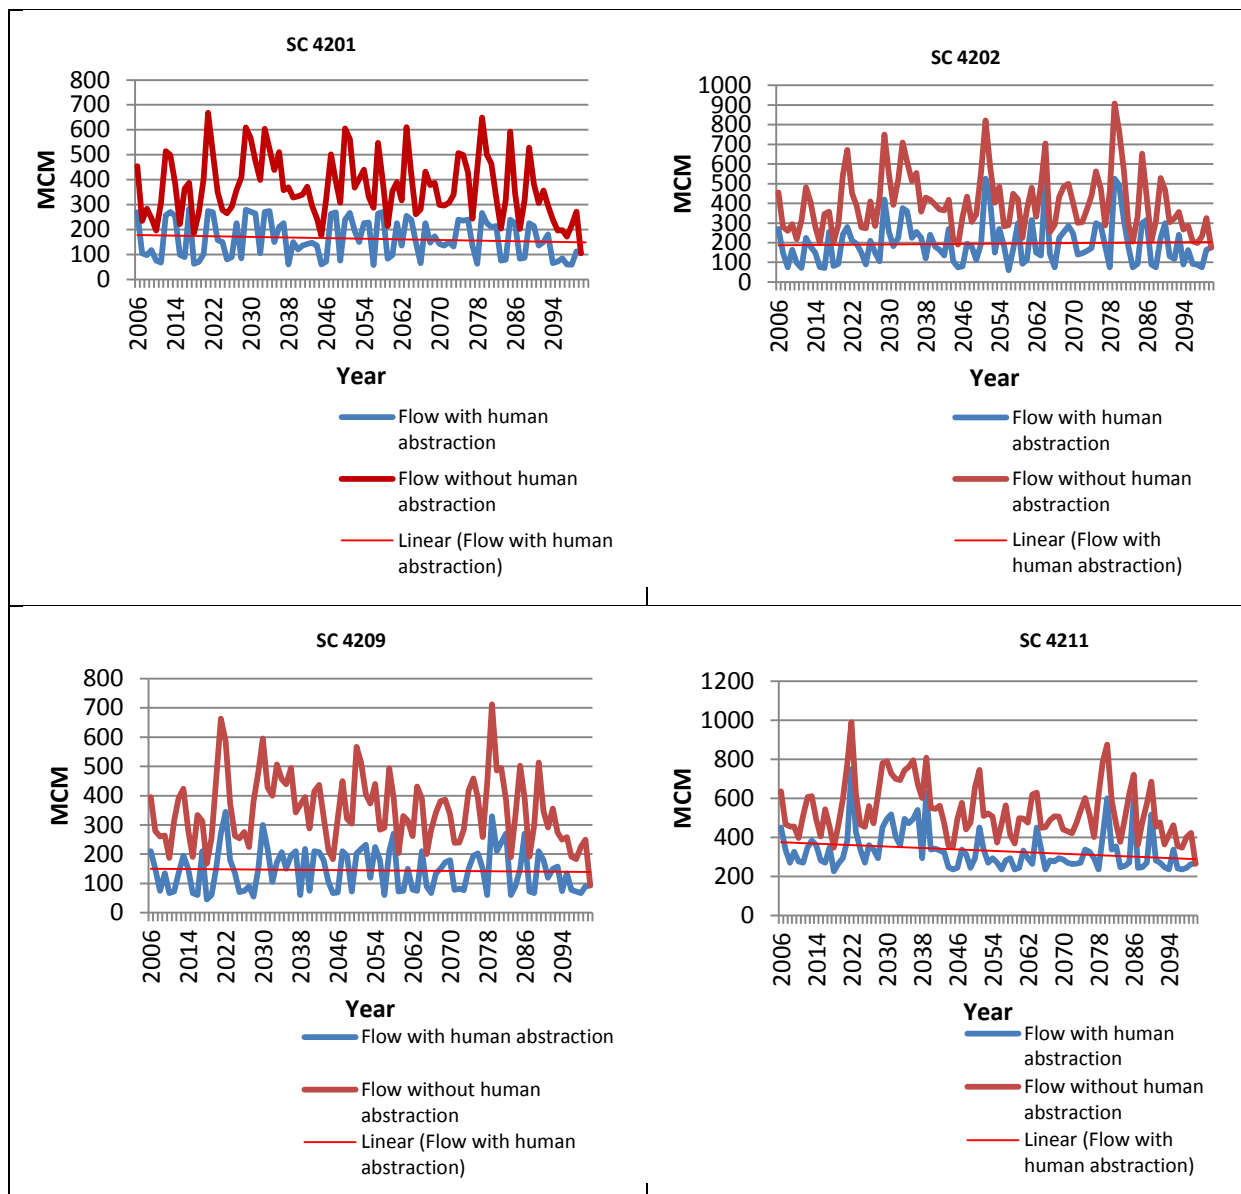 SC 4201
800
700
600
500
400
300
200
100
0
MCM
2006
2014
2022
2030
2038
2046
2054
2062
2070
2078
2086
2094
Year
Flow with human
abstraction
Flow without human
abstraction
Linear (Flow with human
abstraction)
SC 4202
1000
900
800
700
600
500
400
300
200
100
0
MCM
2006
2014
2022
2030
2038
2046
2054
2062
2070
2078
2086
2094
Year
Flow with human
abstraction
Flow without human
abstraction
Linear (Flow with
human abstraction)
SC 4209
800
700
600
500
400
300
200
100
0
MCM
2006
2014
2022
2030
2038
2046
2054
2062
2070
2078
2086
2094
Year
Flow with human abstraction
Flow without human
abstraction
Linear (Flow with human
abstraction)
SC 4211
1200
1000
800
600
400
200
0
MCM
2006
2014
2022
2030
2038
2046
2054
2062
2070
2078
2086
2094
Year
Flow with human
abstraction
Flow without human
abstraction
Linear (Flow with
human abstraction)